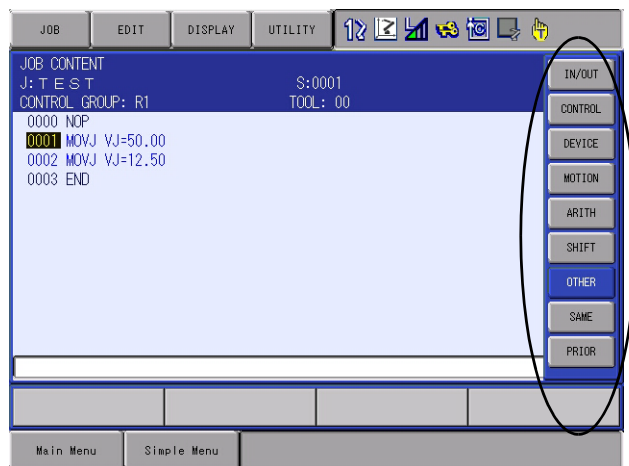 JOB EDIT DISPLAY UTILITY
JOB CONTENT
J:TEST S:0001
CONTROL GROUP: R1 TOOL: 00
0000 NOP
0001 MOVJ VJ=50.00
0002 MOVJ VJ=12.50
0003 END
IN/OUT
CONTROL
DEVICE
MOTION
ARITH
SHIFT
OTHER
SAME
PRIOR
Main Menu Simple Menu